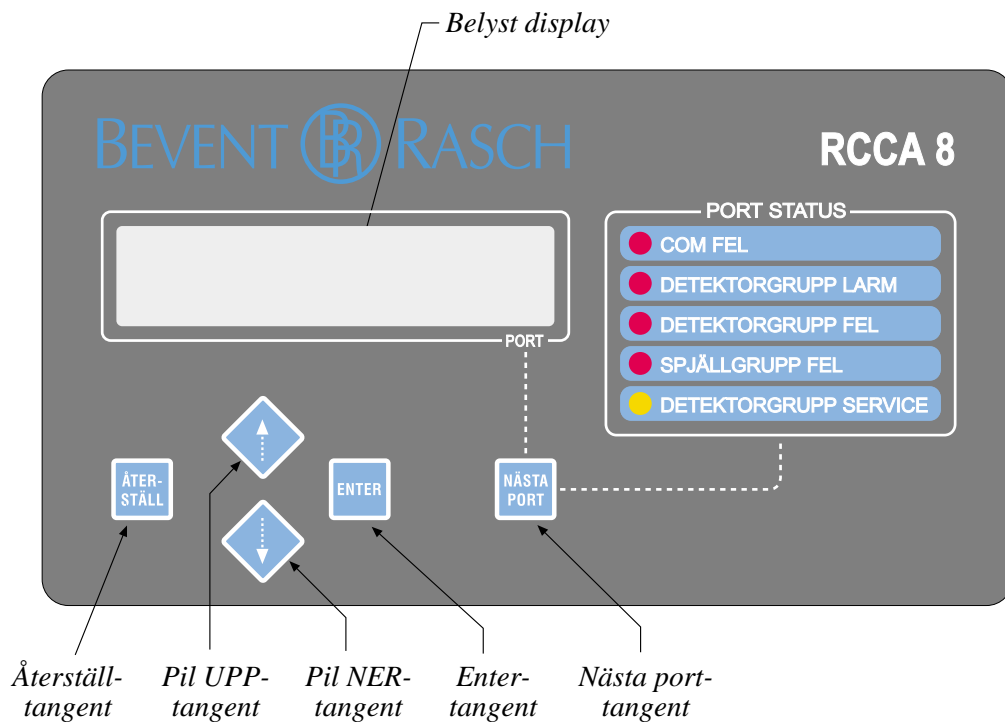 Belyst display
BEVENT BR RASCH
RCCA 8
PORT STATUS
COM FEL
DETEKTORGRUPP LARM
DETEKTORGRUPP FEL
SPJÄLLGRUPP FEL
DETEKTORGRUPP SERVICE
PORT
ÅTER-
STÄLL
ENTER
NÄSTA
PORT
Återställ-
tangent
Pil UPP-
tangent
Pil NER-
tangent
Enter-
tangent
Nästa port-
tangent